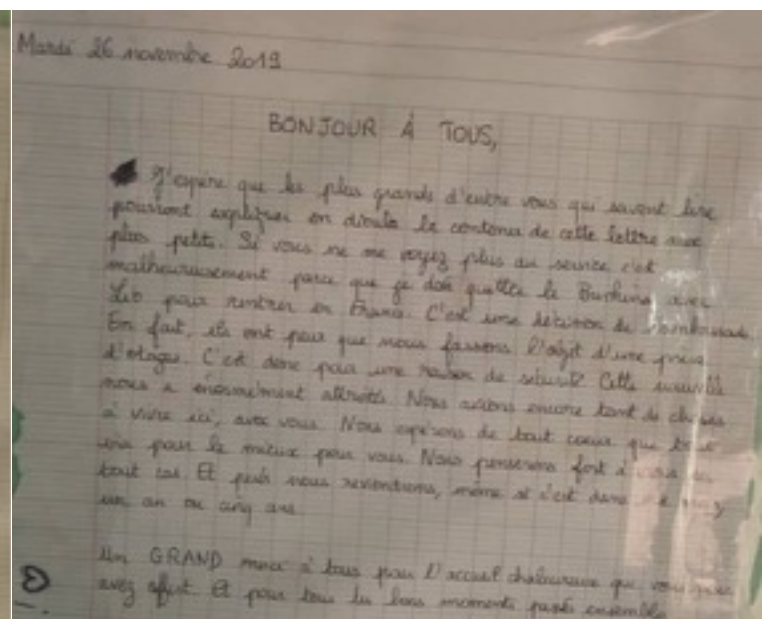 Mardi 26 novembre 2019
BONJOUR À TOUS,
J'espère que les plus grands d'entre vous qui savent lire
pourront expliquer en dioula le contenu de cette lettre aux
plus petits. Si vous ne me voyez plus au service c'est
malheureusement parce que je dois quitter le Burkina avec
Léo pour rentrer en France. C'est une décision de l'ambassade.
En fait, ils ont peur que nous fassions l'objet d'une prise
d'otages. C'est donc pour une raison de sécurité. Cette nouvelle
nous a énormément attristés. Nous avions encore tant de choses
à vivre ici, avec vous. Nous espérons de tout coeur que tout
ira pour le mieux pour vous. Nous penserons fort à vous en
tout cas. Et puis nous reviendrons, même si c'est dans
un an ou cinq ans
Un GRAND merci à tous pour l'accueil chaleureux que vous nous
avez offert. Et pour tous les bons moments passés ensemble